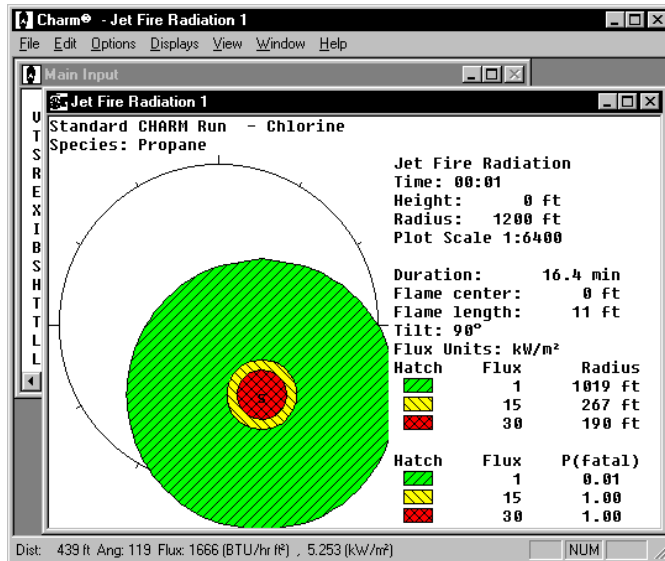 Charm® - Jet Fire Radiation 1
File Edit Options Displays View Window Help
Main Input
Jet Fire Radiation 1
U
T
S
R
E
X
I
B
S
H
T
T
L
L
Standard CHARM Run - Chlorine
Species: Propane
Jet Fire Radiation
Time: 00:01
Height: 0 ft
Radius: 1200 ft
Plot Scale 1:6400
Duration: 16.4 min
Flame center: 0 ft
Flame length: 11 ft
Tilt: 90°
Flux Units: kW/m²
Hatch Flux Radius
1 1019 ft
15 267 ft
30 190 ft
Hatch Flux P(fatal)
1 0.01
15 1.00
30 1.00
S
Dist: 439 ft Ang: 119 Flux: 1666 (BTU/hr ft²) , 5.253 (kW/m²) NUM